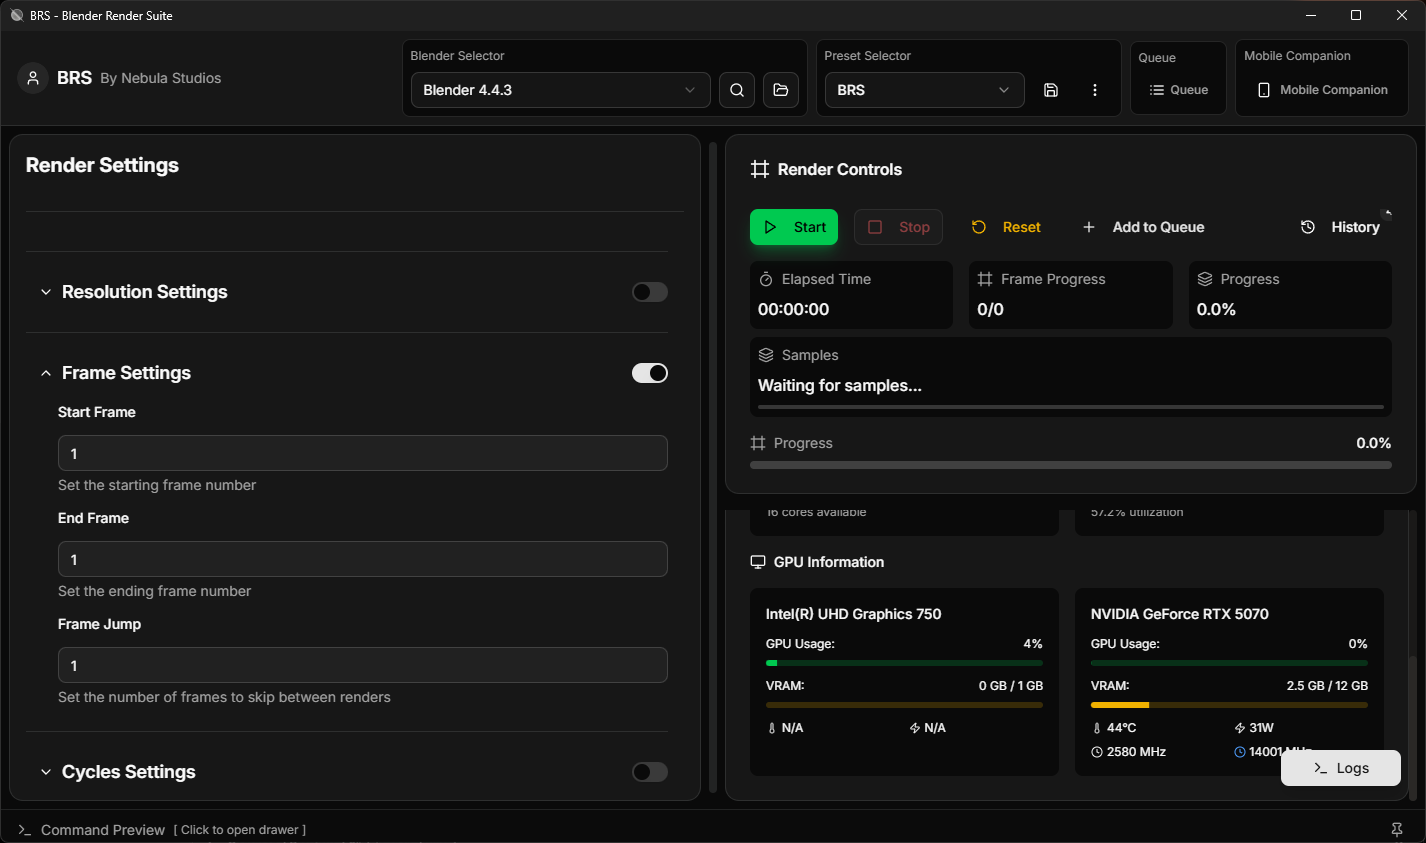 BRS - Blender Render Suite
BRS By Nebula Studios
Blender Selector
Blender 4.4.3
Preset Selector
BRS
Queue
Queue
Mobile Companion
Mobile Companion
Render Settings
Resolution Settings
Frame Settings
Start Frame
1
Set the starting frame number
End Frame
1
Set the ending frame number
Frame Jump
1
Set the number of frames to skip between renders
Cycles Settings
Render Controls
Start
Stop
Reset
Add to Queue
History
Elapsed Time
00:00:00
Frame Progress
0/0
Progress
0.0%
Samples
Waiting for samples...
Progress 0.0%
16 cores available
57.2% utilization
GPU Information
Intel(R) UHD Graphics 750
GPU Usage: 4%
VRAM: 0 GB / 1 GB
N/A N/A
NVIDIA GeForce RTX 5070
GPU Usage: 0%
VRAM: 2.5 GB / 12 GB
44°C 31W
2580 MHz 14001 MHz
Logs
Command Preview [ Click to open drawer ]